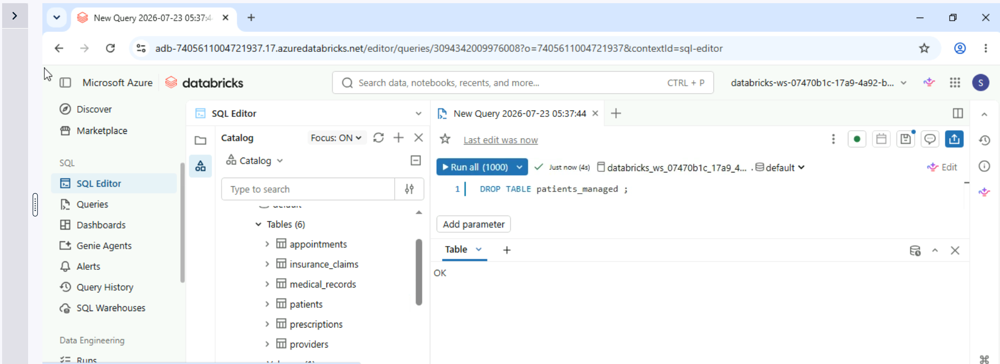 New Query 2026-07-23 05:37:4
adb-7405611004721937.17.azuredatabricks.net/editor/queries/3094342009976008?o=7405611004721937&contextId=sql-editor
Microsoft Azure databricks Search data, notebooks, recents, and more... CTRL + P databricks-ws-07470b1c-17a9-4a92-b... S
Discover
Marketplace
SQL
SQL Editor
Queries
Dashboards
Genie Agents
Alerts
Query History
SQL Warehouses
Data Engineering
Runs
SQL Editor
Catalog Focus: ON
Catalog
Type to search
default
Tables (6)
appointments
insurance_claims
medical_records
patients
prescriptions
providers
New Query 2026-07-23 05:37:44
Last edit was now
Run all (1000) Just now (4s) databricks_ws_07470b1c_17a9_4... . default Edit
1 DROP TABLE patients_managed ;
Add parameter
Table
OK